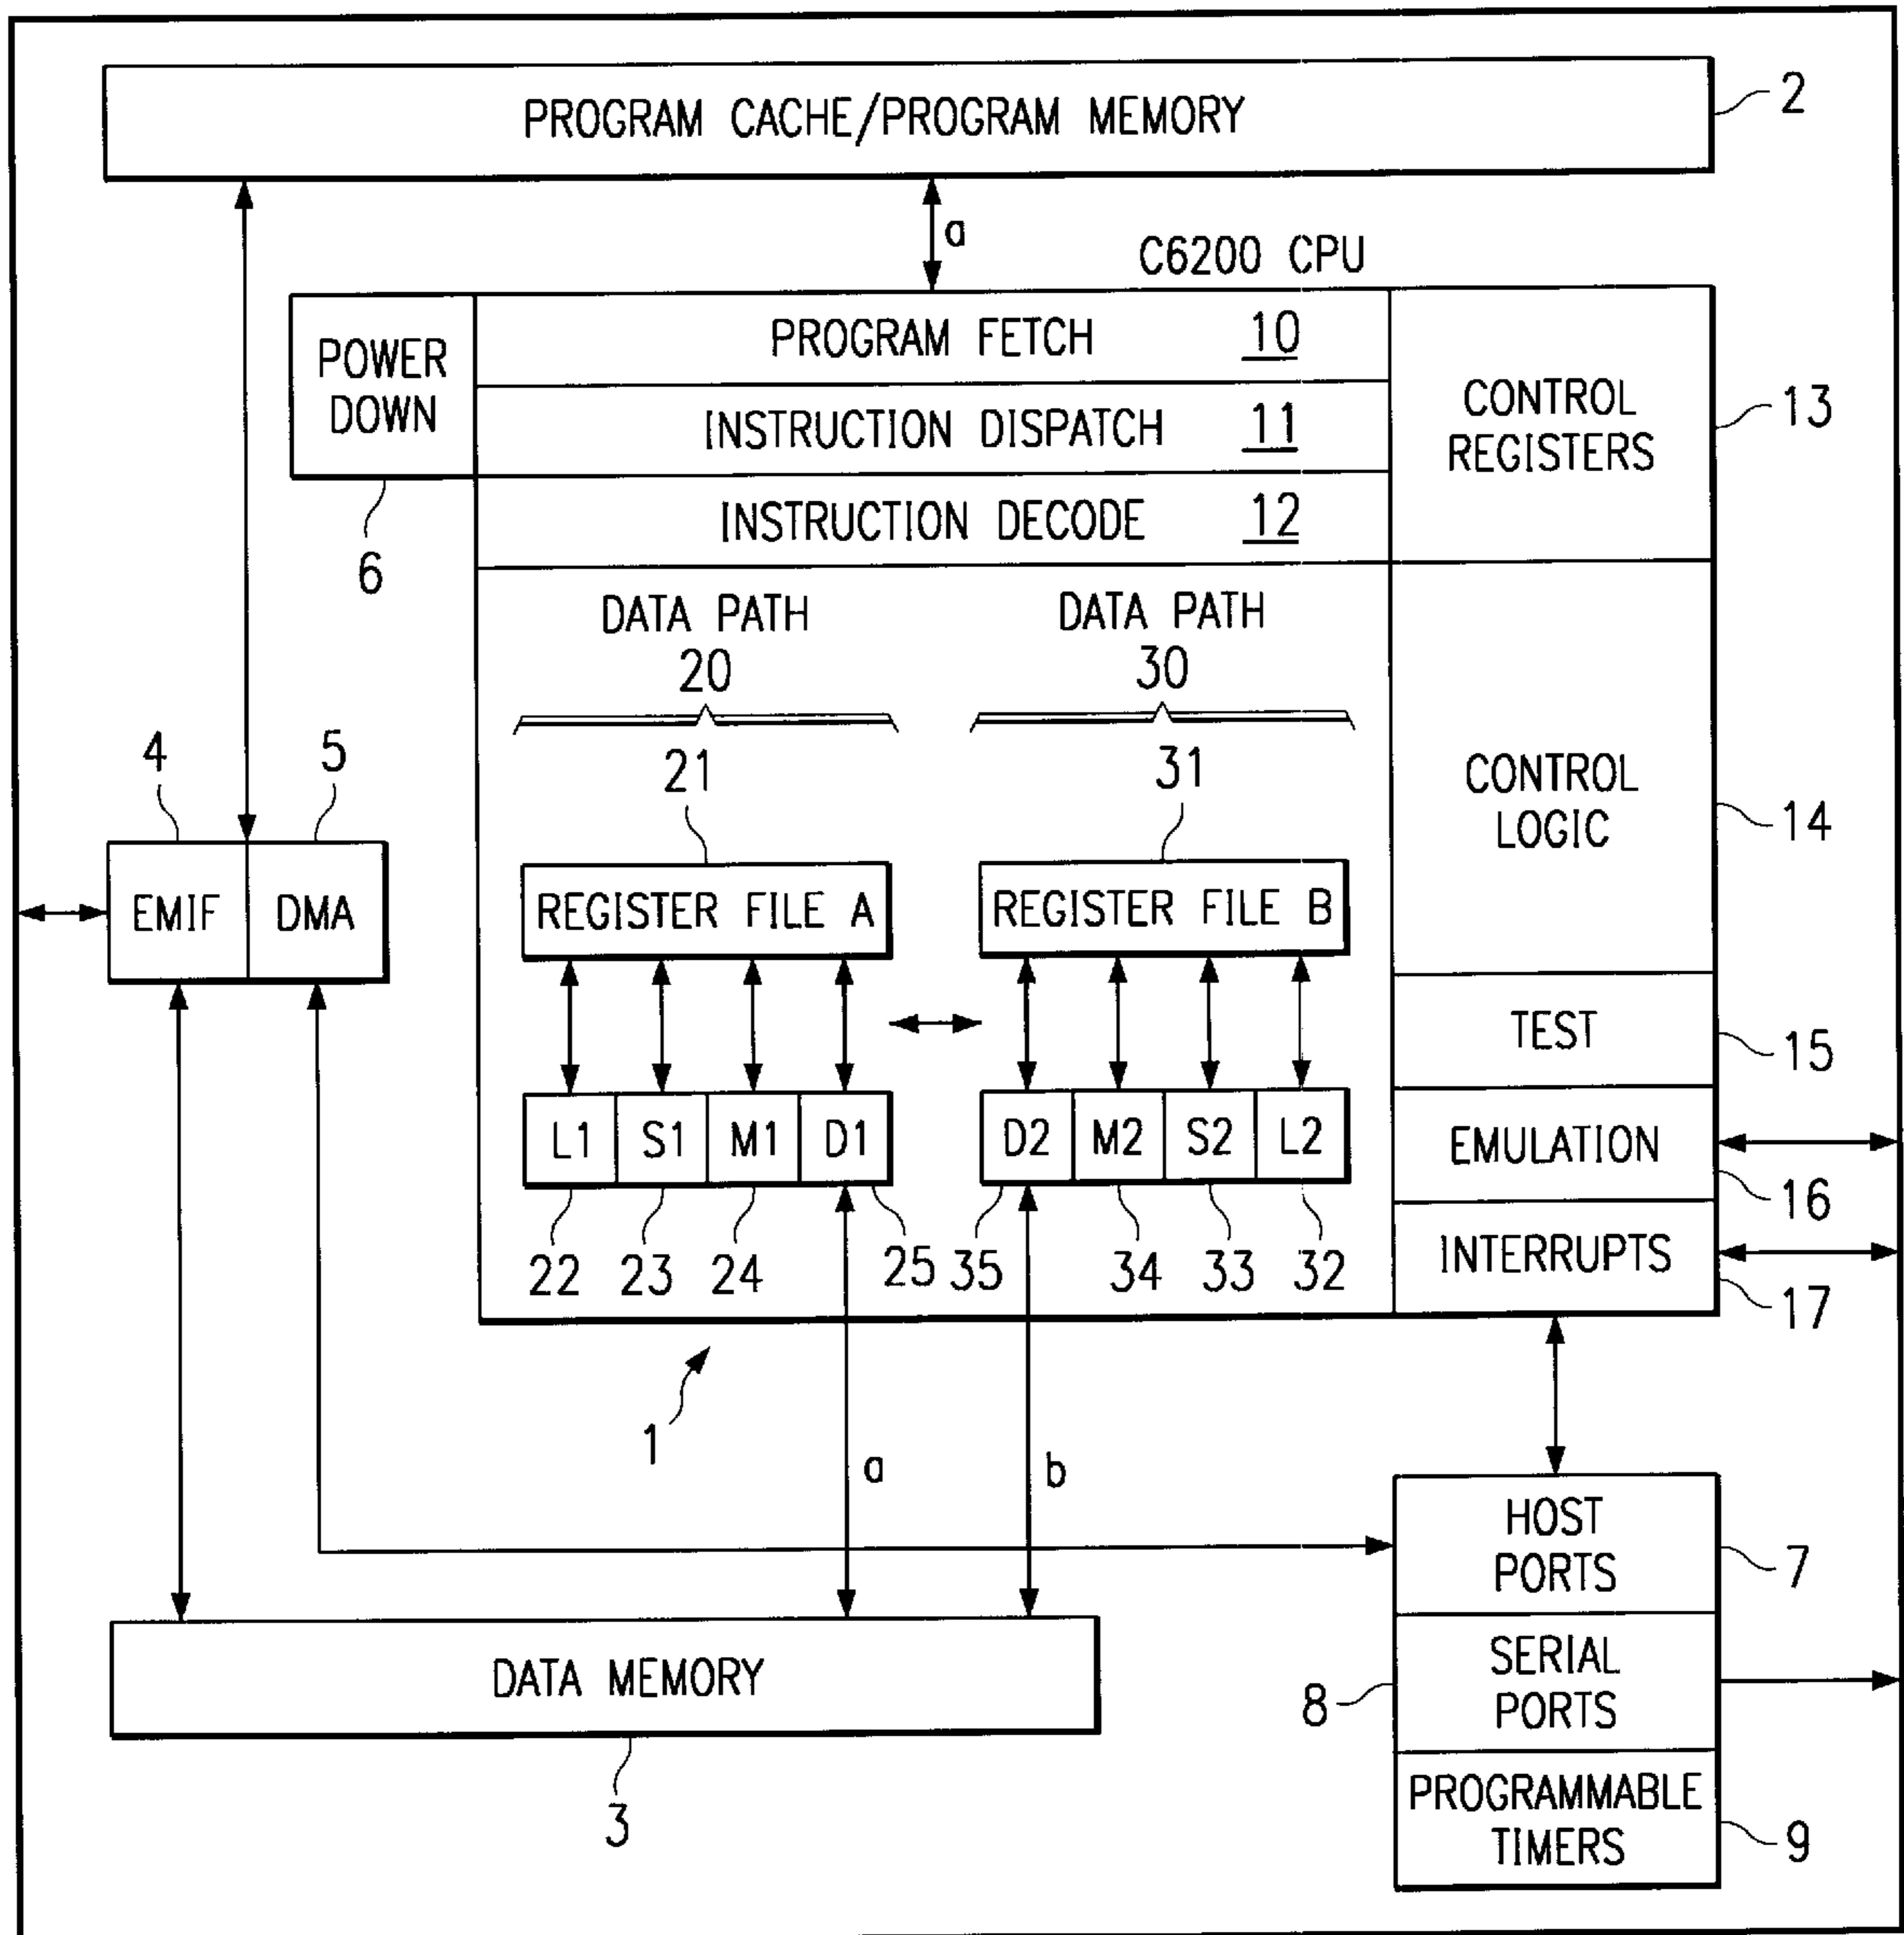 PROGRAM CACHE/PROGRAM MEMORY
2
a
C6200 CPU
POWER
DOWN
6
PROGRAM FETCH 10
INSTRUCTION DISPATCH 11
INSTRUCTION DECODE 12
CONTROL
REGISTERS
13
DATA PATH
20
DATA PATH
30
4
5
21
31
CONTROL
LOGIC
14
EMIF
DMA
REGISTER FILE A
REGISTER FILE B
TEST
15
L1
S1
M1
D1
D2
M2
S2
L2
EMULATION
16
22
23
24
25
35
34
33
32
INTERRUPTS
17
1
a
b
HOST
PORTS
7
DATA MEMORY
3
SERIAL
PORTS
8
PROGRAMMABLE
TIMERS
9